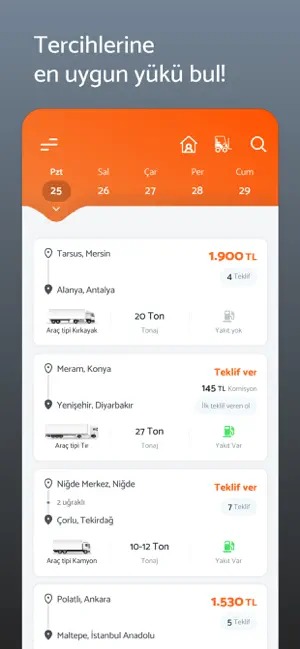 Tercihlerine
en uygun yükü bul!
Pzt Sal Çar Per Cum
25 26 27 28 29
Tarsus, Mersin 1.900 TL
4 Teklif
Alanya, Antalya
20 Ton
Araç tipi Kırkayak Tonaj Yakıt yok
Meram, Konya Teklif ver
145 TL Komisyon
Yenişehir, Diyarbakır İlk teklif veren ol
27 Ton
Araç tipi Tır Tonaj Yakıt Var
Niğde Merkez, Niğde Teklif ver
2 uğraklı 7 Teklif
Çorlu, Tekirdağ
10-12 Ton
Araç tipi Kamyon Tonaj Yakıt Var
Polatlı, Ankara 1.530 TL
5 Teklif
Maltepe, İstanbul Anadolu